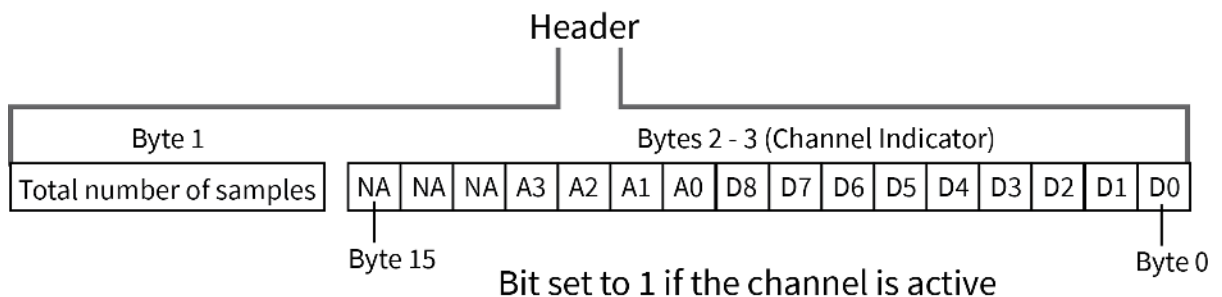 Header
Byte 1 Bytes 2 - 3 (Channel Indicator)
Total number of samples NA NA NA A3 A2 A1 A0 D8 D7 D6 D5 D4 D3 D2 D1 D0
Byte 15 Byte 0
Bit set to 1 if the channel is active